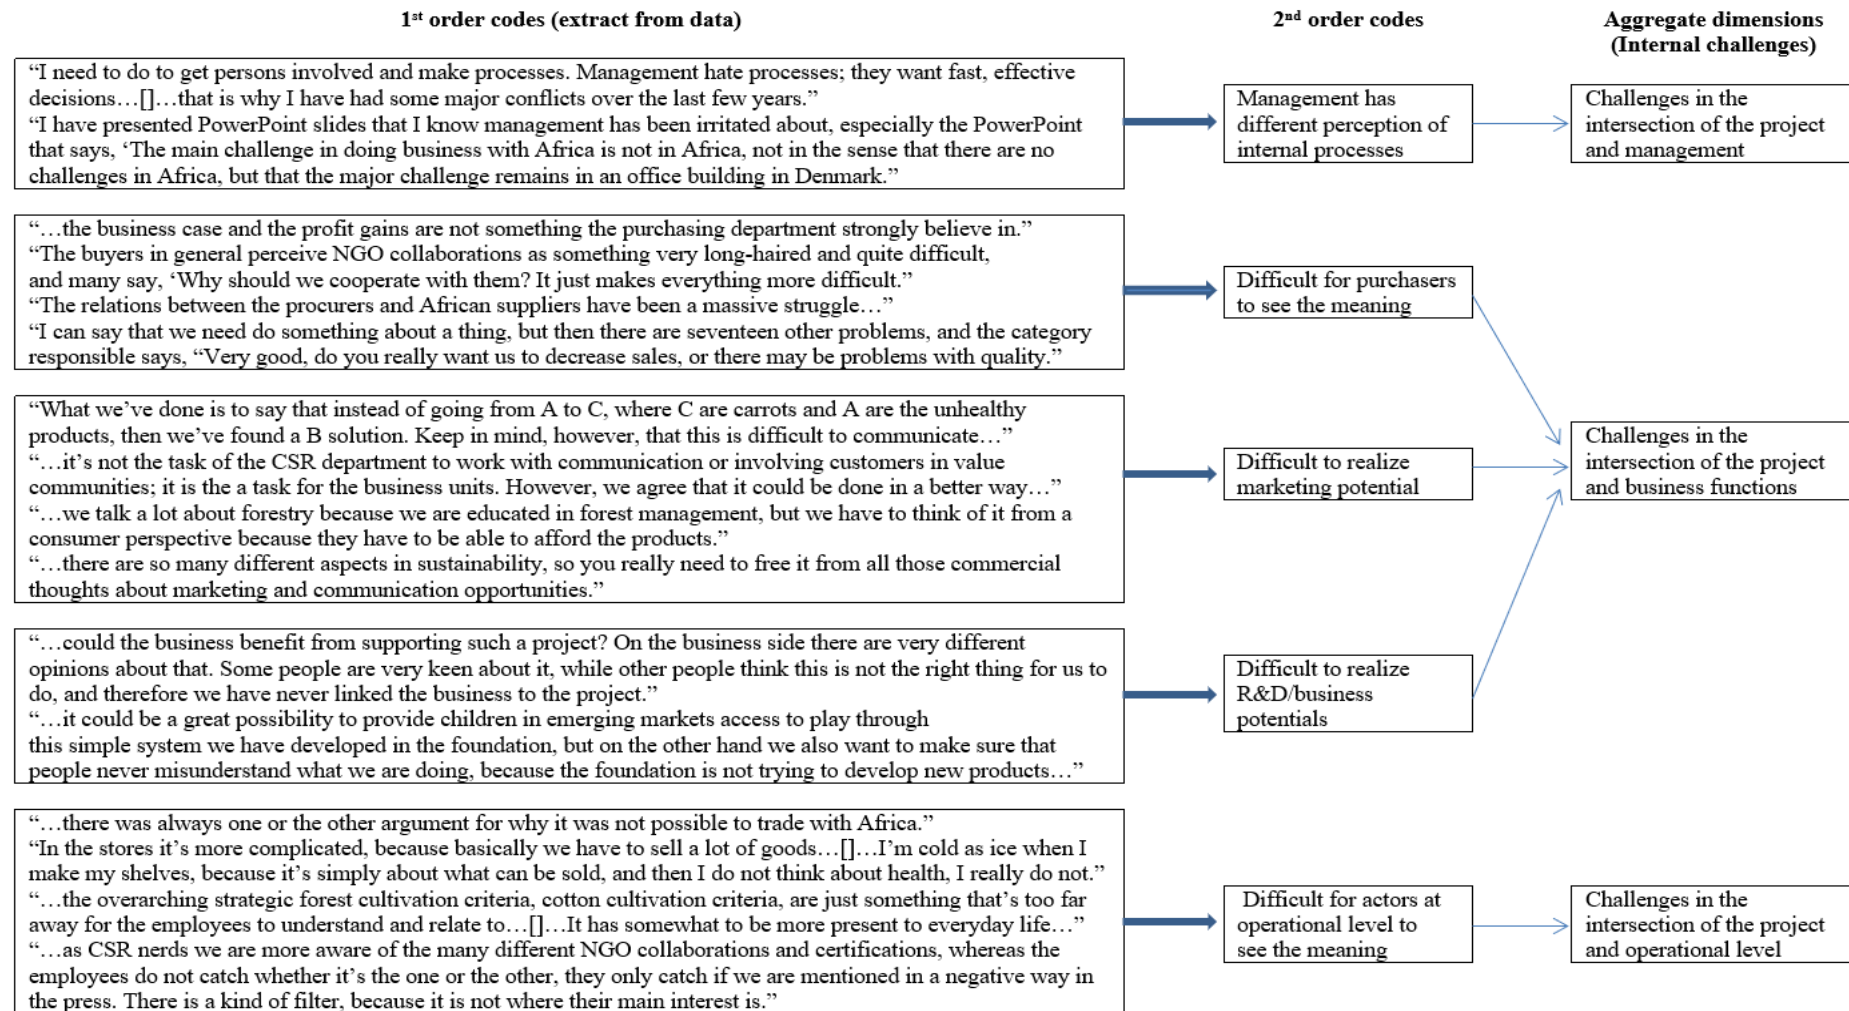 1st order codes (extract from data)
2nd order codes
Aggregate dimensions
(Internal challenges)
“I need to do to get persons involved and make processes. Management hate processes; they want fast, effective
decisions…[]…that is why I have had some major conflicts over the last few years.”
“I have presented PowerPoint slides that I know management has been irritated about, especially the PowerPoint
that says, ‘The main challenge in doing business with Africa is not in Africa, not in the sense that there are no
challenges in Africa, but that the major challenge remains in an office building in Denmark.”
Management has
different perception of
internal processes
Challenges in the
intersection of the project
and management
“…the business case and the profit gains are not something the purchasing department strongly believe in.”
“The buyers in general perceive NGO collaborations as something very long-haired and quite difficult,
and many say, ‘Why should we cooperate with them? It just makes everything more difficult.”
“The relations between the procurers and African suppliers have been a massive struggle…”
“I can say that we need do something about a thing, but then there are seventeen other problems, and the category
responsible says, “Very good, do you really want us to decrease sales, or there may be problems with quality.”
Difficult for purchasers
to see the meaning
“What we’ve done is to say that instead of going from A to C, where C are carrots and A are the unhealthy
products, then we’ve found a B solution. Keep in mind, however, that this is difficult to communicate…”
“…it’s not the task of the CSR department to work with communication or involving customers in value
communities; it is the a task for the business units. However, we agree that it could be done in a better way…”
“…we talk a lot about forestry because we are educated in forest management, but we have to think of it from a
consumer perspective because they have to be able to afford the products.”
“…there are so many different aspects in sustainability, so you really need to free it from all those commercial
thoughts about marketing and communication opportunities.”
Difficult to realize
marketing potential
Challenges in the
intersection of the project
and business functions
“…could the business benefit from supporting such a project? On the business side there are very different
opinions about that. Some people are very keen about it, while other people think this is not the right thing for us to
do, and therefore we have never linked the business to the project.”
“…it could be a great possibility to provide children in emerging markets access to play through
this simple system we have developed in the foundation, but on the other hand we also want to make sure that
people never misunderstand what we are doing, because the foundation is not trying to develop new products…”
Difficult to realize
R&D/business
potentials
“…there was always one or the other argument for why it was not possible to trade with Africa.”
“In the stores it’s more complicated, because basically we have to sell a lot of goods…[]…I’m cold as ice when I
make my shelves, because it’s simply about what can be sold, and then I do not think about health, I really do not.”
“…the overarching strategic forest cultivation criteria, cotton cultivation criteria, are just something that’s too far
away for the employees to understand and relate to…[]…It has somewhat to be more present to everyday life…”
“…as CSR nerds we are more aware of the many different NGO collaborations and certifications, whereas the
employees do not catch whether it’s the one or the other, they only catch if we are mentioned in a negative way in
the press. There is a kind of filter, because it is not where their main interest is.”
Difficult for actors at
operational level to
see the meaning
Challenges in the
intersection of the project
and operational level